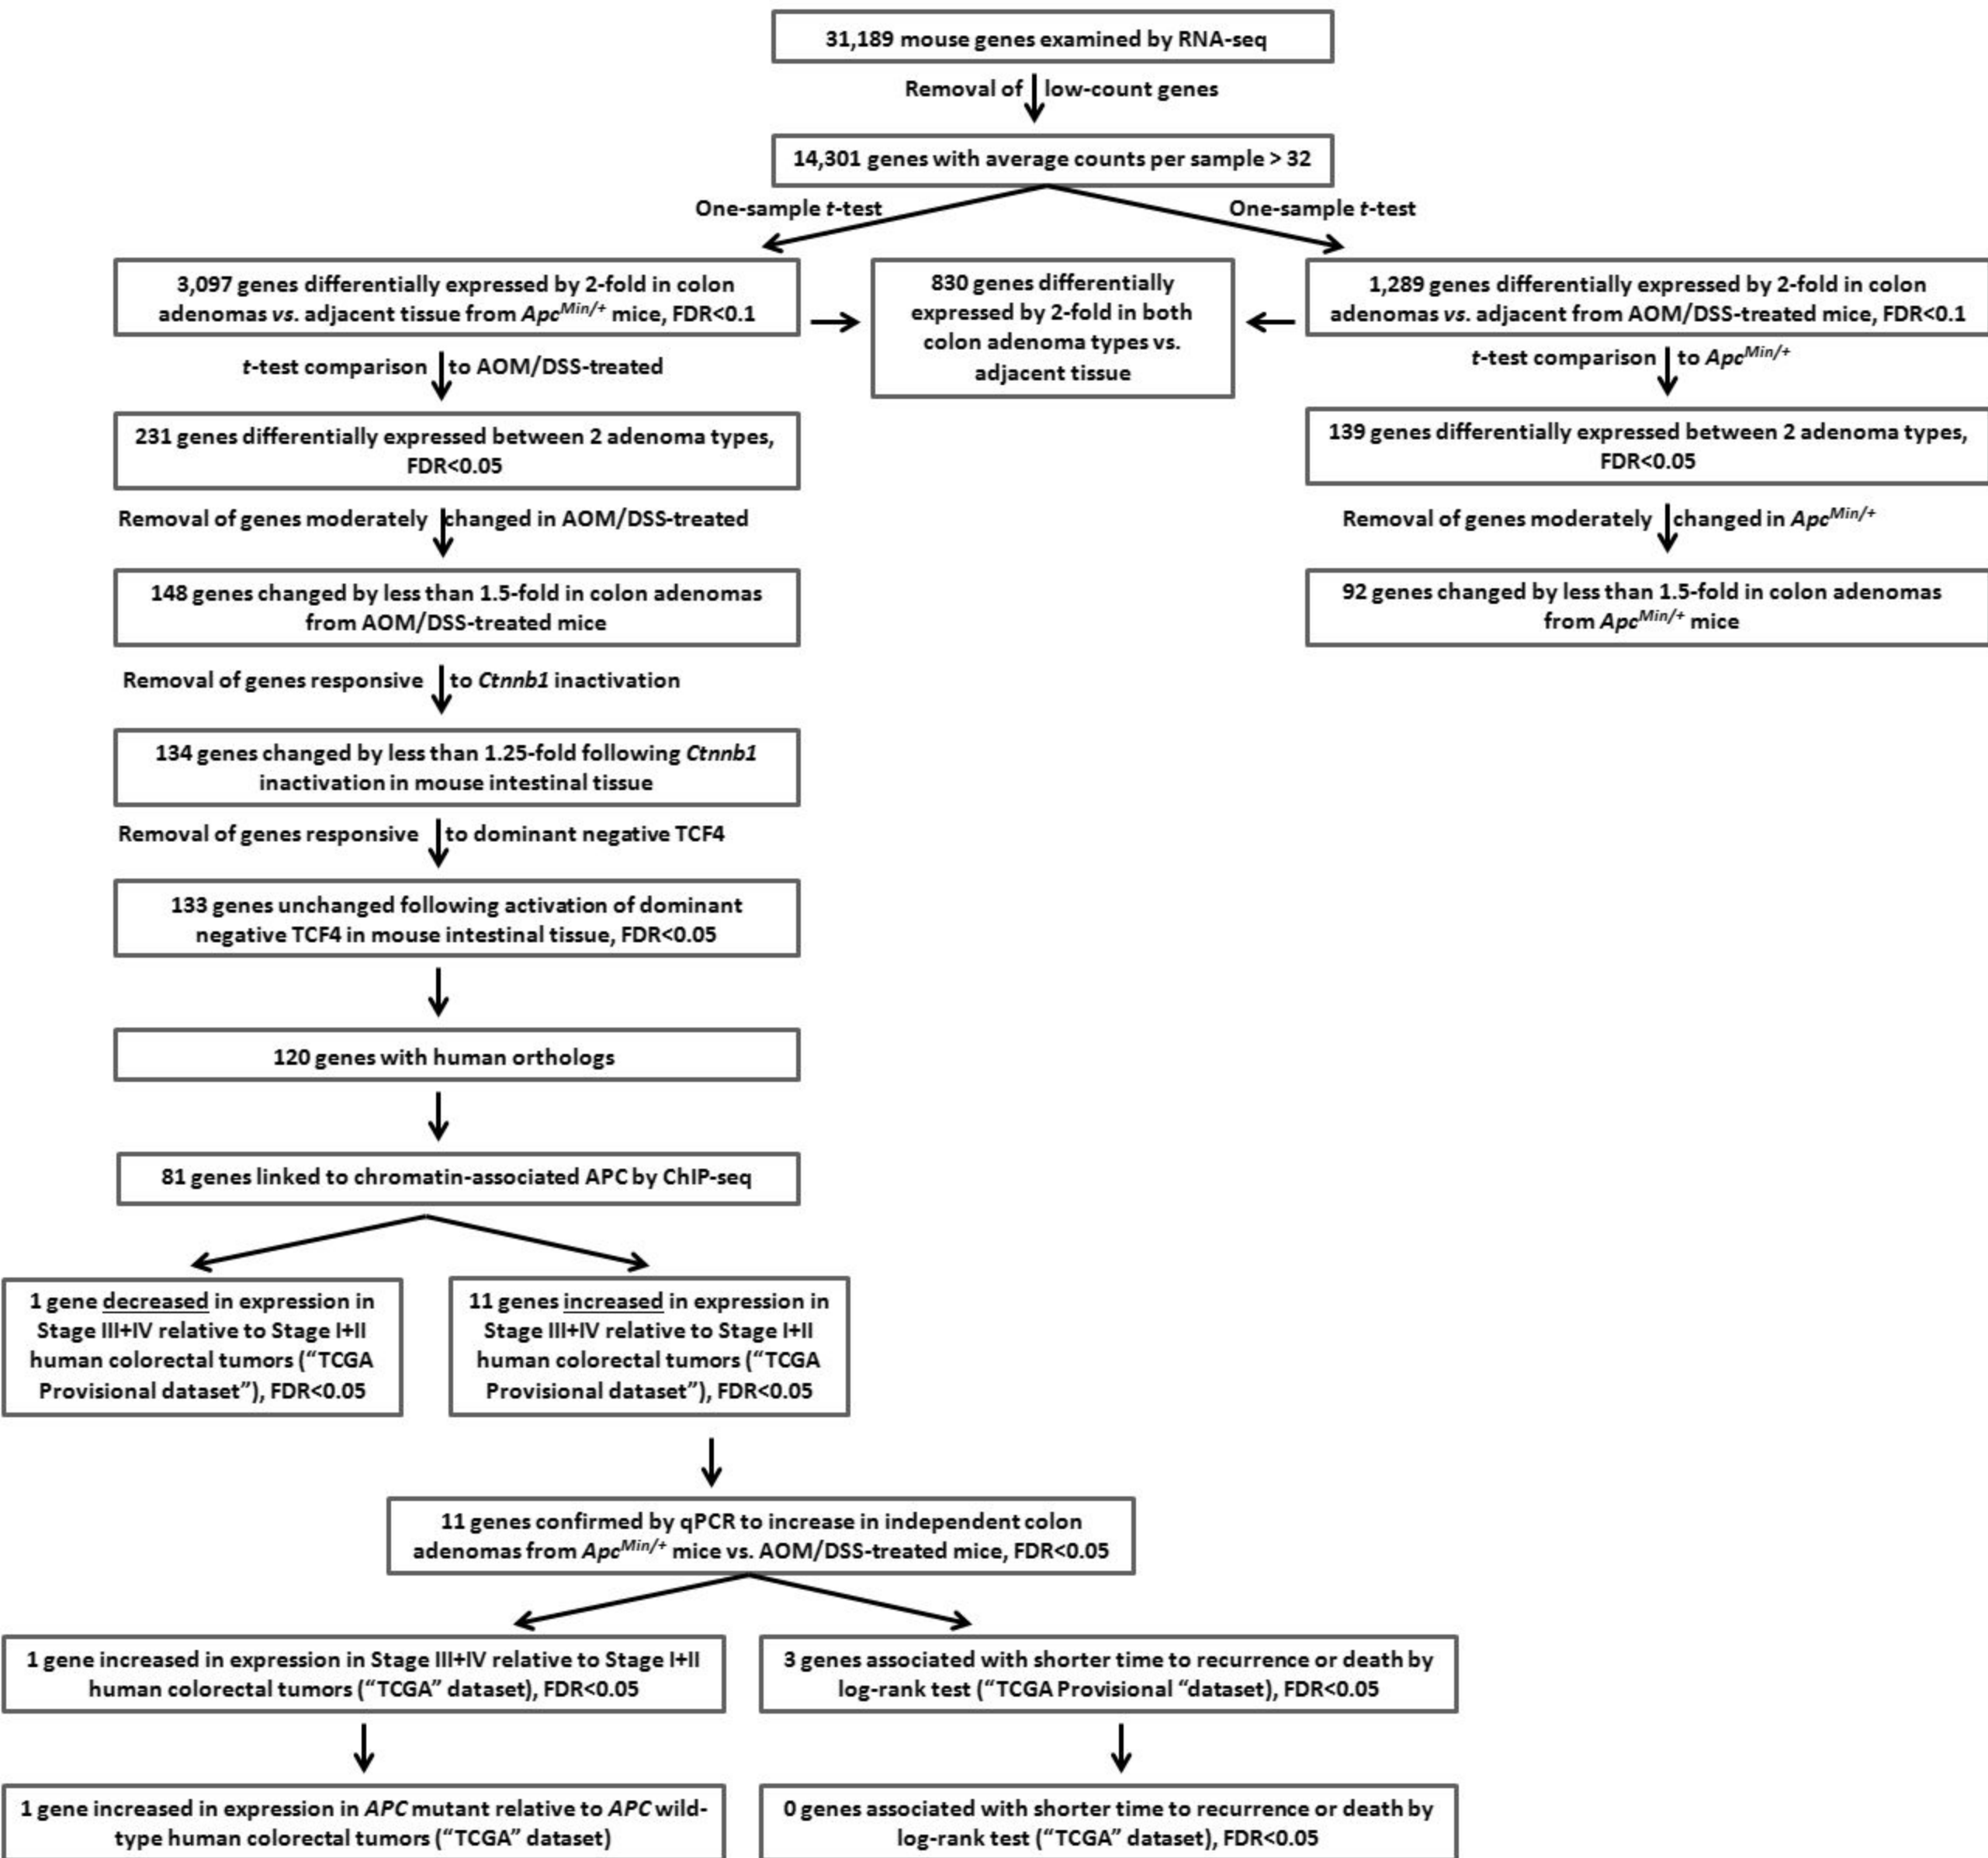 31,189 mouse genes examined by RNA-seq
Removal of low-count genes
14,301 genes with average counts per sample > 32
One-sample t-test
One-sample t-test
3,097 genes differentially expressed by 2-fold in colon
adenomas vs. adjacent tissue from ApcMin/+ mice, FDR<0.1
830 genes differentially
expressed by 2-fold in both
colon adenoma types vs.
adjacent tissue
1,289 genes differentially expressed by 2-fold in colon
adenomas vs. adjacent from AOM/DSS-treated mice, FDR<0.1
t-test comparison to AOM/DSS-treated
t-test comparison to ApcMin/+
231 genes differentially expressed between 2 adenoma types,
FDR<0.05
139 genes differentially expressed between 2 adenoma types,
FDR<0.05
Removal of genes moderately changed in AOM/DSS-treated
Removal of genes moderately changed in ApcMin/+
148 genes changed by less than 1.5-fold in colon adenomas
from AOM/DSS-treated mice
92 genes changed by less than 1.5-fold in colon adenomas
from ApcMin/+ mice
Removal of genes responsive to Ctnnb1 inactivation
134 genes changed by less than 1.25-fold following Ctnnb1
inactivation in mouse intestinal tissue
Removal of genes responsive to dominant negative TCF4
133 genes unchanged following activation of dominant
negative TCF4 in mouse intestinal tissue, FDR<0.05
120 genes with human orthologs
81 genes linked to chromatin-associated APC by ChIP-seq
1 gene decreased in expression in
Stage III+IV relative to Stage I+II
human colorectal tumors (“TCGA
Provisional dataset”), FDR<0.05
11 genes increased in expression in
Stage III+IV relative to Stage I+II
human colorectal tumors (“TCGA
Provisional dataset”), FDR<0.05
11 genes confirmed by qPCR to increase in independent colon
adenomas from ApcMin/+ mice vs. AOM/DSS-treated mice, FDR<0.05
1 gene increased in expression in Stage III+IV relative to Stage I+II
human colorectal tumors (“TCGA” dataset), FDR<0.05
3 genes associated with shorter time to recurrence or death by
log-rank test (“TCGA Provisional “dataset), FDR<0.05
1 gene increased in expression in APC mutant relative to APC wild-
type human colorectal tumors (“TCGA” dataset)
0 genes associated with shorter time to recurrence or death by
log-rank test (“TCGA” dataset), FDR<0.05